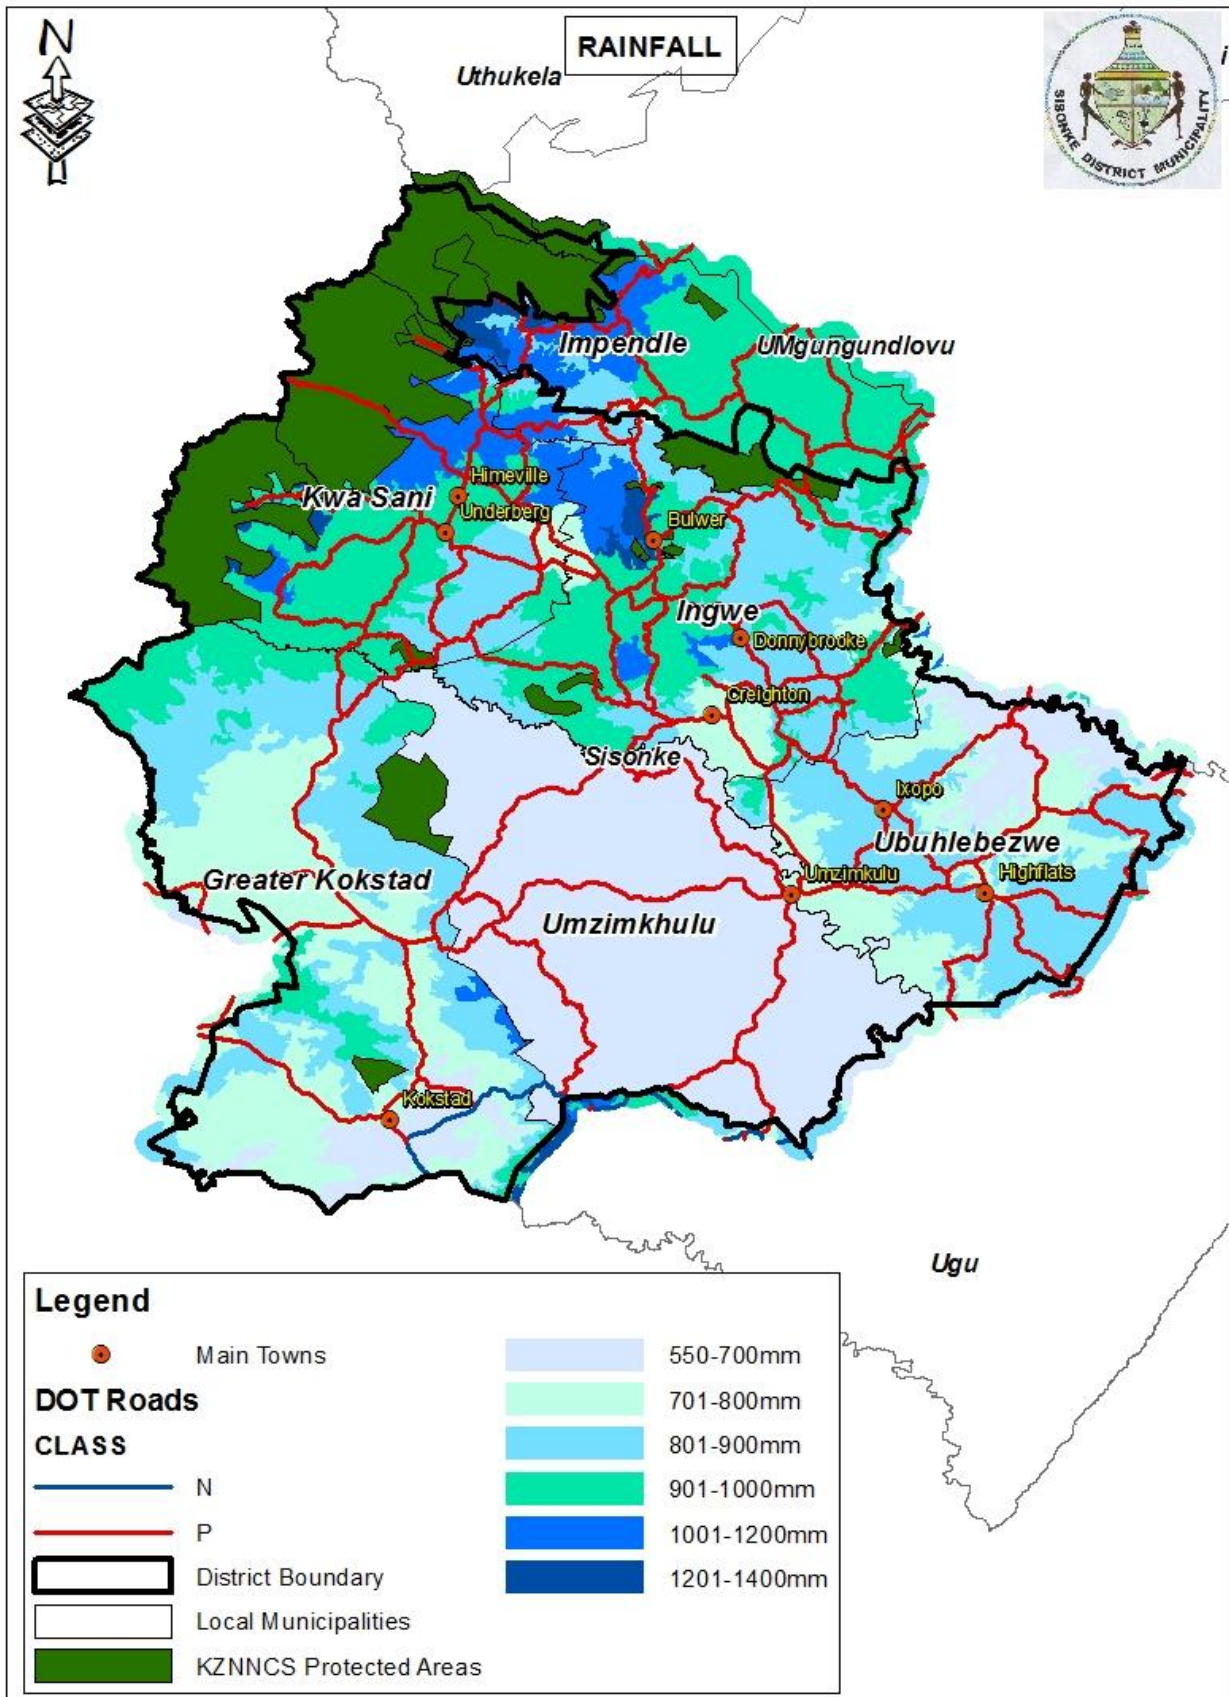 N
RAINFALL
Uthukela
SISONKE DISTRICT MUNICIPALITY
i
Impendle
UMgungundlovu
Himeville
Kwa Sani
Underberg
Bulwer
Ingwe
Donnybrooke
Creighton
Sisonke
Ixopo
Ubuhlebezwe
Greater Kokstad
Umzimkulu
Highflats
Umzimkhulu
Kokstad
Ugu
Legend
Main Towns
DOT Roads
CLASS
N
P
District Boundary
Local Municipalities
KZNNCS Protected Areas
550-700mm
701-800mm
801-900mm
901-1000mm
1001-1200mm
1201-1400mm